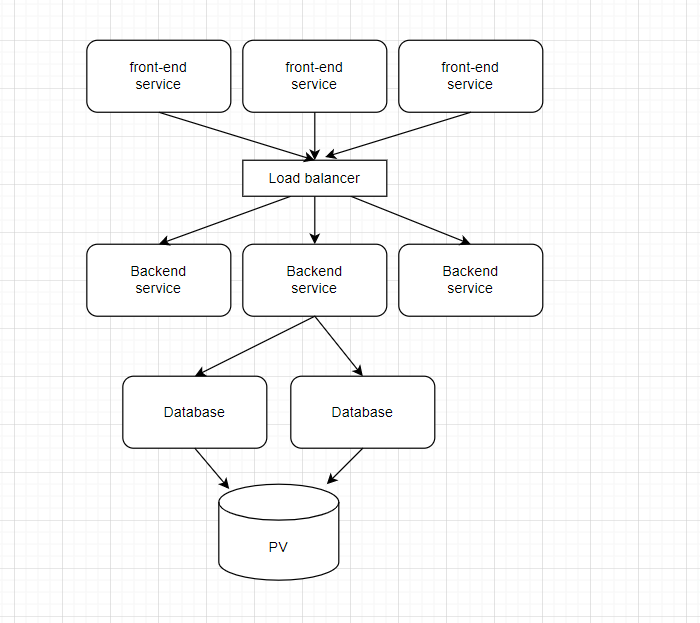 front-end
service
front-end
service
front-end
service
Load balancer
Backend
service
Backend
service
Backend
service
Database
Database
PV